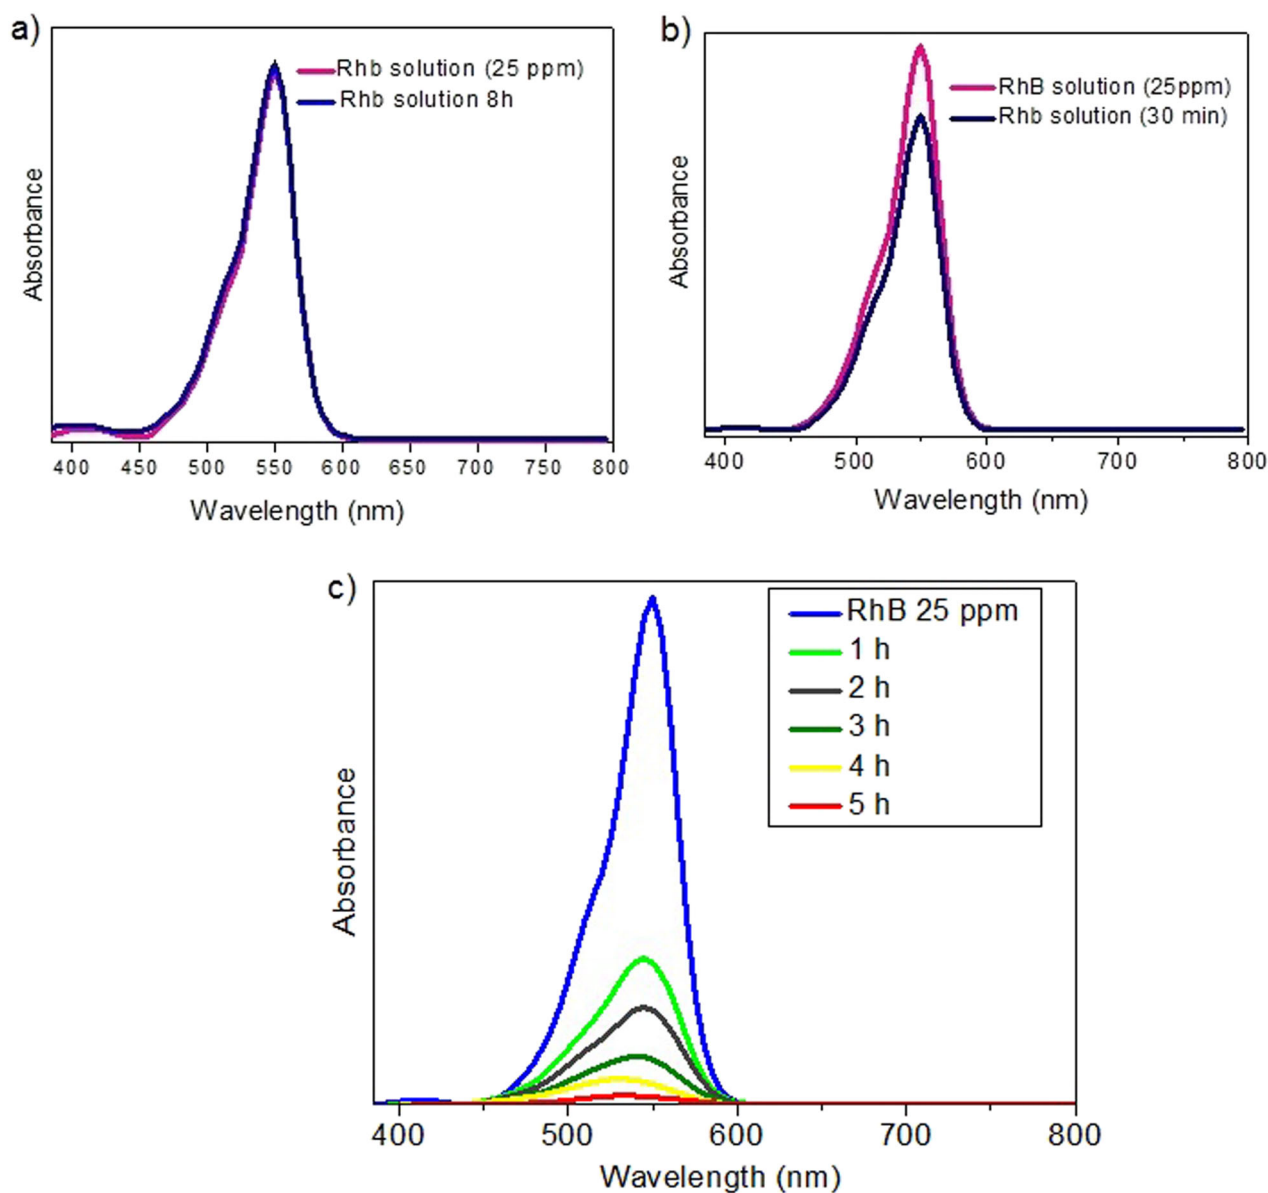 a)
Rhb solution (25 ppm)
Rhb solution 8h
Absorbance
400 450 500 550 600 650 700 750 800
Wavelength (nm)
b)
RhB solution (25ppm)
Rhb solution (30 min)
Absorbance
400 500 600 700 800
Wavelength (nm)
c)
RhB 25 ppm
1 h
2 h
3 h
4 h
5 h
Absorbance
400 500 600 700 800
Wavelength (nm)